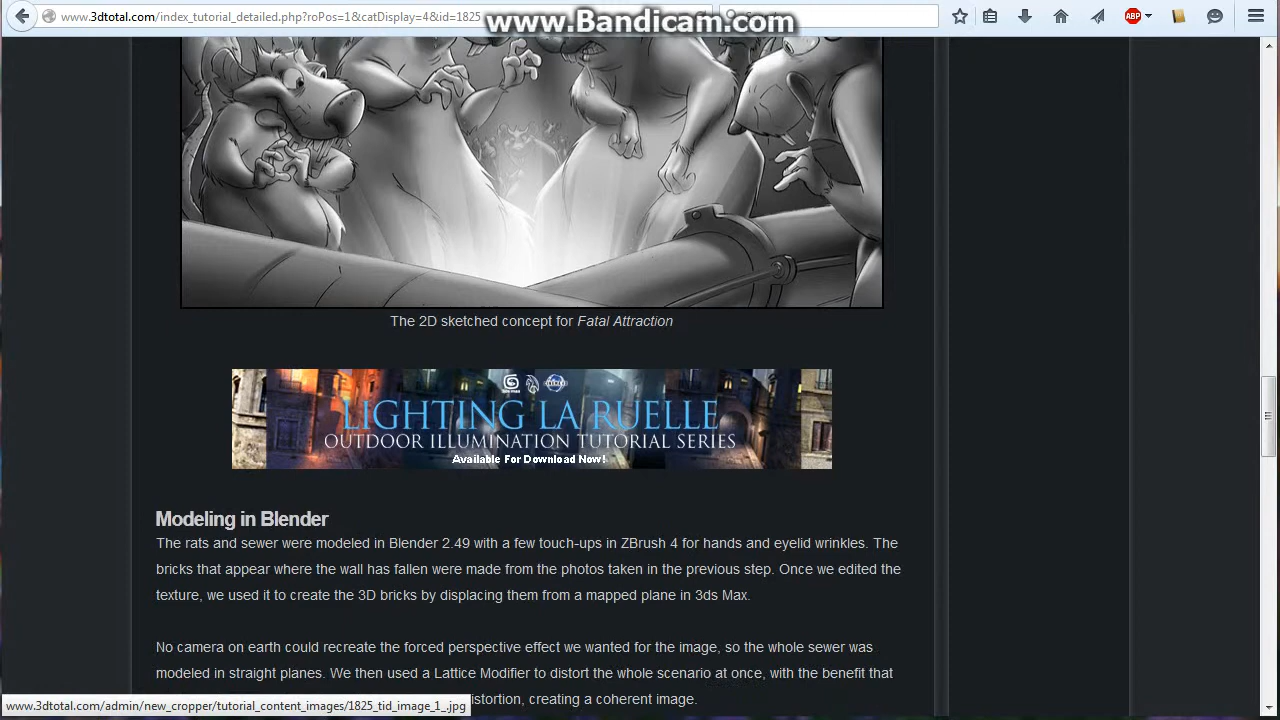 www.3dtotal.com/index_tutorial_detailed.php?roPos=1&catDisplay=4&id=1825
www.Bandicam.com
ABP
The 2D sketched concept for Fatal Attraction
LIGHTING LA RUELLE
OUTDOOR ILLUMINATION TUTORIAL SERIES
Available For Download Now!
Modeling in Blender
The rats and sewer were modeled in Blender 2.49 with a few touch-ups in ZBrush 4 for hands and eyelid wrinkles. The
bricks that appear where the wall has fallen were made from the photos taken in the previous step. Once we edited the
texture, we used it to create the 3D bricks by displacing them from a mapped plane in 3ds Max.
No camera on earth could recreate the forced perspective effect we wanted for the image, so the whole sewer was
modeled in straight planes. We then used a Lattice Modifier to distort the whole scenario at once, with the benefit that
istortion, creating a coherent image.
www.3dtotal.com/admin/new_cropper/tutorial_content_images/1825_tid_image_1_.jpg